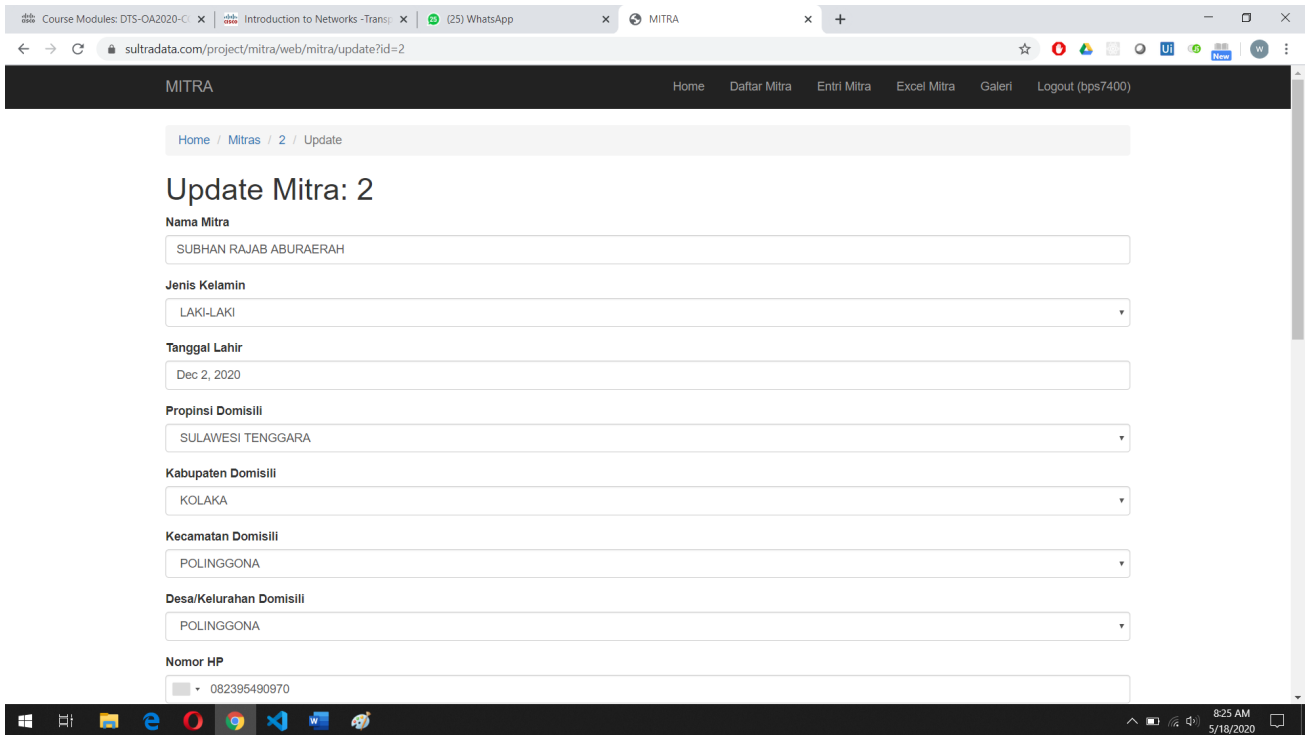 Course Modules: DTS-OA2020-O
Introduction to Networks -Transp
(25) WhatsApp
MITRA
sultradata.com/project/mitra/web/mitra/update?id=2
Ui
New
W
MITRA
Home
Daftar Mitra
Entri Mitra
Excel Mitra
Galeri
Logout (bps7400)
Home / Mitras / 2 / Update
Update Mitra: 2
Nama Mitra
SUBHAN RAJAB ABURAERAH
Jenis Kelamin
LAKI-LAKI
Tanggal Lahir
Dec 2, 2020
Propinsi Domisili
SULAWESI TENGGARA
Kabupaten Domisili
KOLAKA
Kecamatan Domisili
POLINGGONA
Desa/Kelurahan Domisili
POLINGGONA
Nomor HP
082395490970
8:25 AM
5/18/2020